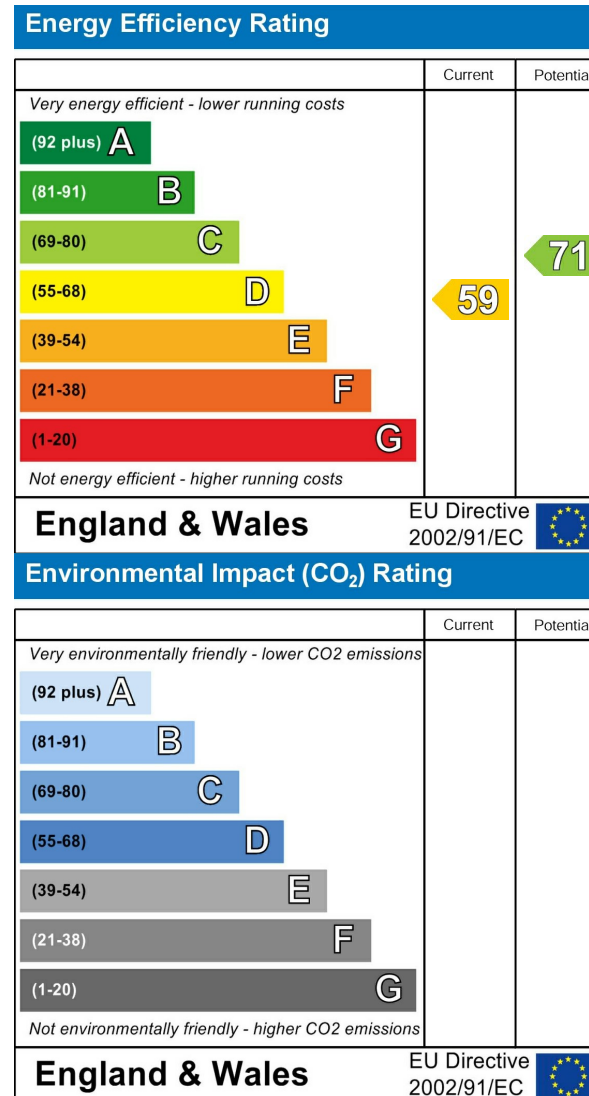 Energy Efficiency Rating
Current Potentia
Very energy efficient - lower running costs
(92 plus) A
(81-91) B
(69-80) C
71
(55-68) D
59
(39-54) E
(21-38) F
(1-20) G
Not energy efficient - higher running costs
England & Wales
EU Directive
2002/91/EC
Environmental Impact (CO₂) Rating
Current Potentia
Very environmentally friendly - lower CO2 emissions
(92 plus) A
(81-91) B
(69-80) C
(55-68) D
(39-54) E
(21-38) F
(1-20) G
Not environmentally friendly - higher CO2 emissions
England & Wales
EU Directive
2002/91/EC